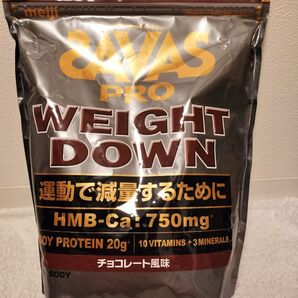 meiji
SAVAS
PRO
WEIGHT
DOWN
運動で減量するために
HMB-Ca:750mg*
SOY PROTEIN 20g* 10 VITAMINS + 3 MINERALS
チョコレート風味
BODY